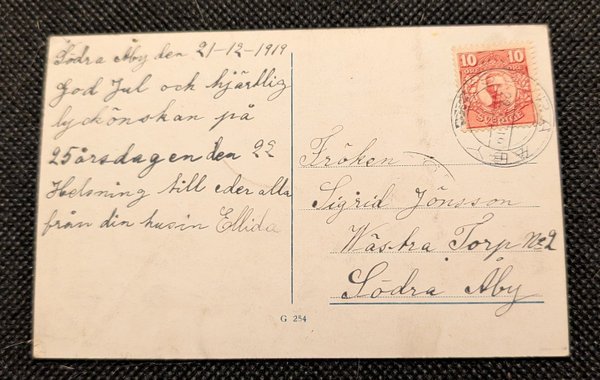 Södra Åby den 21-12-1919
God Jul och hjärtlig
lyckönskan på
25årsdagen den 22
Helsning till eder alla
från din kusin Ellida
10 10
SVERIGE
Fröken
Sigrid Jönsson
Wästra Torp No 2
Södra Åby
G. 254